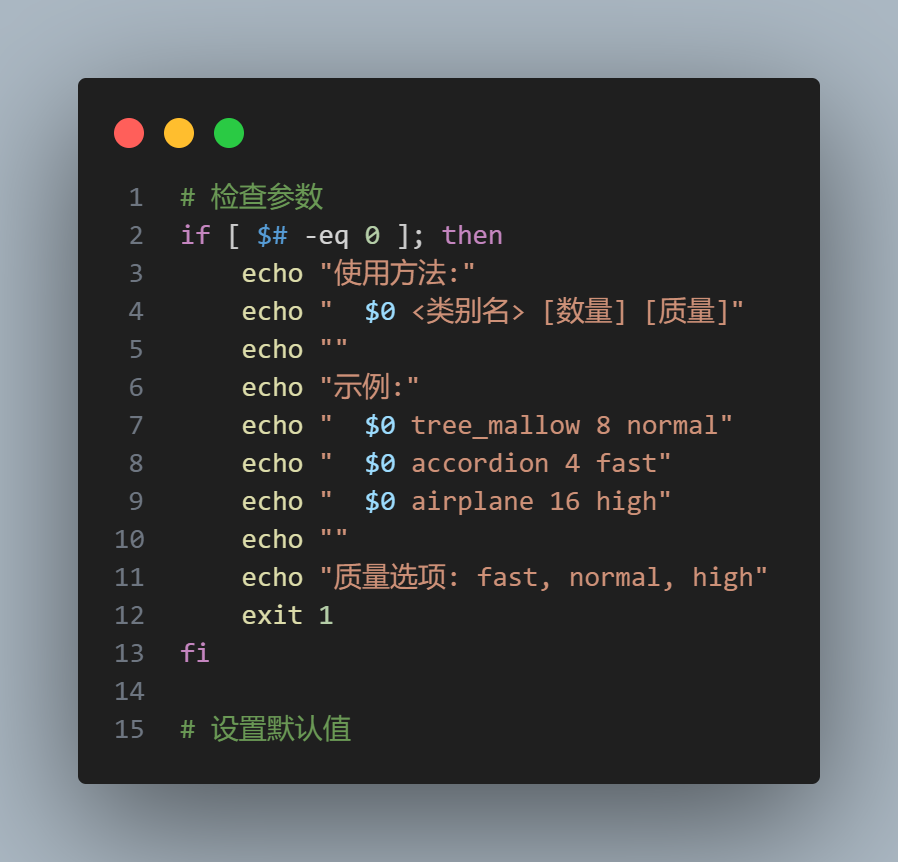 1 # 检查参数
2 if [ $# -eq 0 ]; then
3     echo "使用方法:"
4     echo "  $0 <类别名> [数量] [质量]"
5     echo ""
6     echo "示例:"
7     echo "  $0 tree_mallow 8 normal"
8     echo "  $0 accordion 4 fast"
9     echo "  $0 airplane 16 high"
10     echo ""
11     echo "质量选项: fast, normal, high"
12     exit 1
13 fi
14
15 # 设置默认值